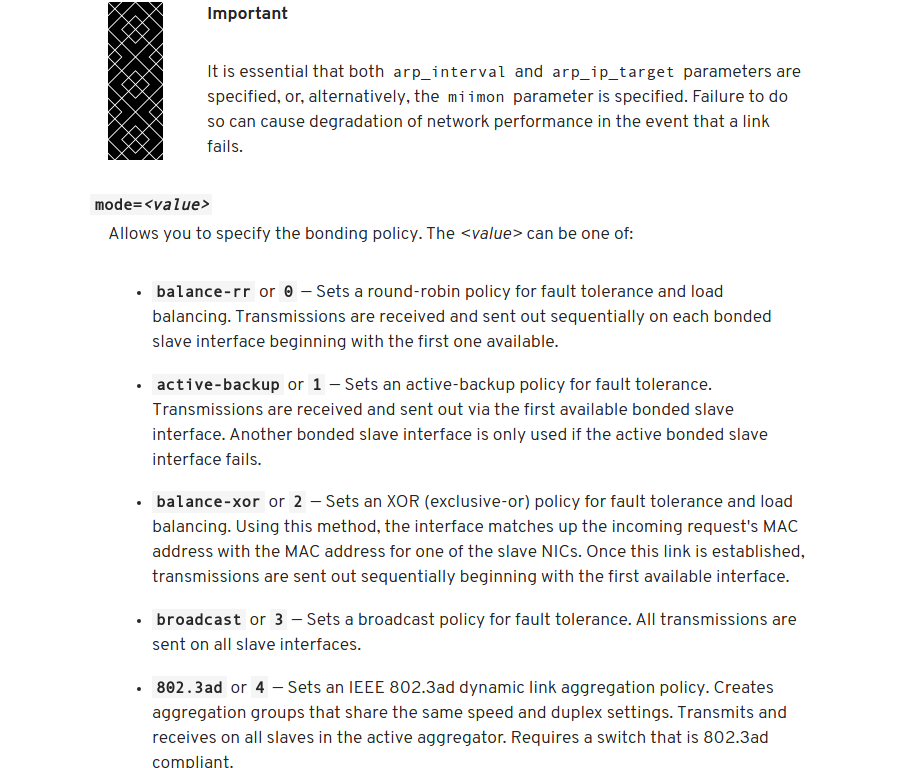 Important
It is essential that both arp_interval and arp_ip_target parameters are
specified, or, alternatively, the miimon parameter is specified. Failure to do
so can cause degradation of network performance in the event that a link
fails.
mode=<value>
Allows you to specify the bonding policy. The <value> can be one of:
• balance-rr or 0 — Sets a round-robin policy for fault tolerance and load
balancing. Transmissions are received and sent out sequentially on each bonded
slave interface beginning with the first one available.
• active-backup or 1 — Sets an active-backup policy for fault tolerance.
Transmissions are received and sent out via the first available bonded slave
interface. Another bonded slave interface is only used if the active bonded slave
interface fails.
• balance-xor or 2 — Sets an XOR (exclusive-or) policy for fault tolerance and load
balancing. Using this method, the interface matches up the incoming request's MAC
address with the MAC address for one of the slave NICs. Once this link is established,
transmissions are sent out sequentially beginning with the first available interface.
• broadcast or 3 — Sets a broadcast policy for fault tolerance. All transmissions are
sent on all slave interfaces.
• 802.3ad or 4 — Sets an IEEE 802.3ad dynamic link aggregation policy. Creates
aggregation groups that share the same speed and duplex settings. Transmits and
receives on all slaves in the active aggregator. Requires a switch that is 802.3ad
compliant.